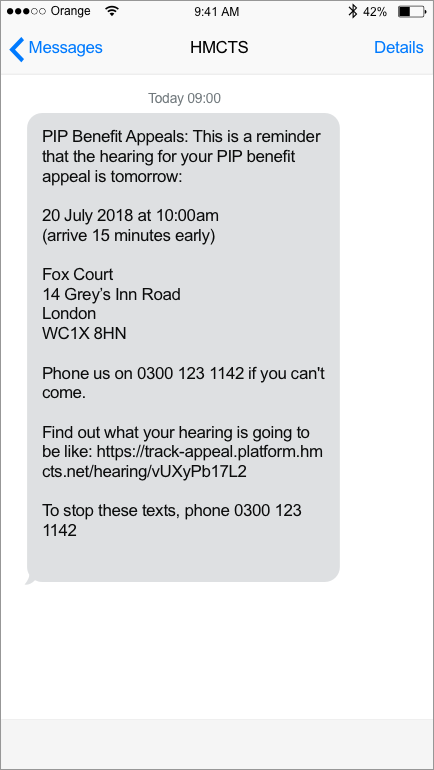 Orange 9:41 AM 42%
Messages HMCTS Details
Today 09:00
PIP Benefit Appeals: This is a reminder
that the hearing for your PIP benefit
appeal is tomorrow:
20 July 2018 at 10:00am
(arrive 15 minutes early)
Fox Court
14 Grey’s Inn Road
London
WC1X 8HN
Phone us on 0300 123 1142 if you can't
come.
Find out what your hearing is going to
be like: https://track-appeal.platform.hm
cts.net/hearing/vUXyPb17L2
To stop these texts, phone 0300 123
1142